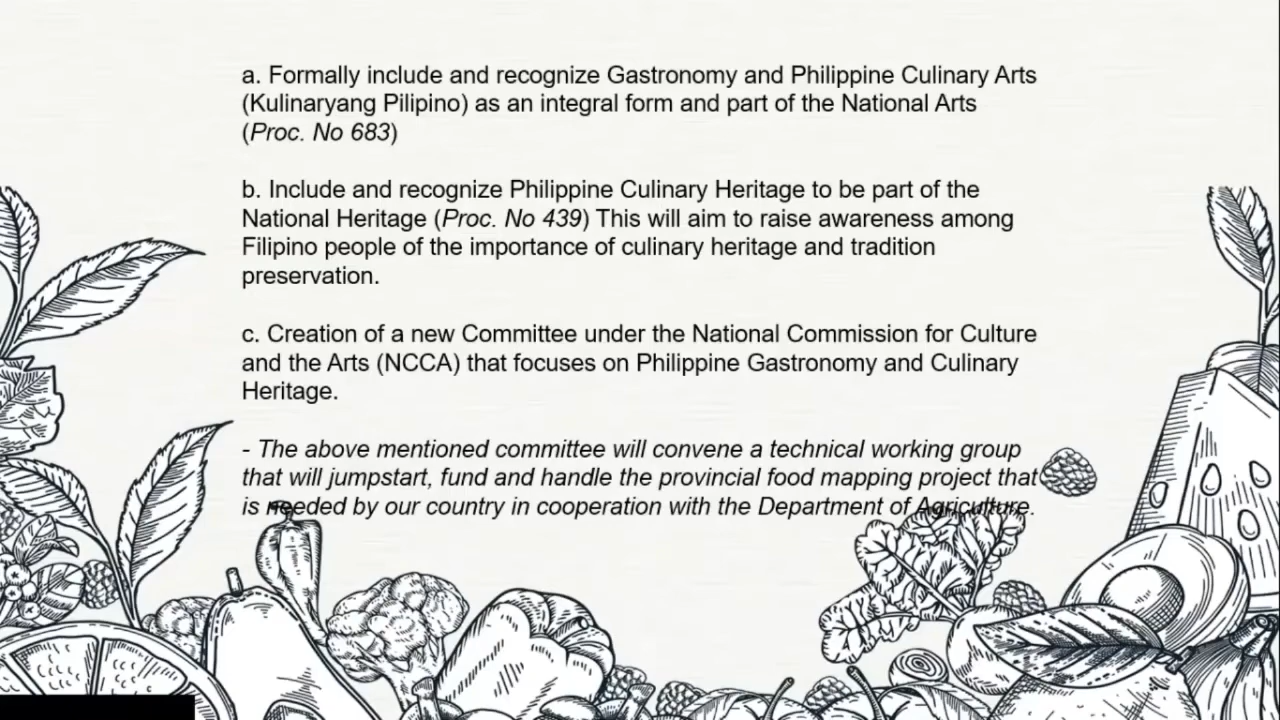 a. Formally include and recognize Gastronomy and Philippine Culinary Arts
(Kulinaryang Pilipino) as an integral form and part of the National Arts
(Proc. No 683)
b. Include and recognize Philippine Culinary Heritage to be part of the
National Heritage (Proc. No 439) This will aim to raise awareness among
Filipino people of the importance of culinary heritage and tradition
preservation.
c. Creation of a new Committee under the National Commission for Culture
and the Arts (NCCA) that focuses on Philippine Gastronomy and Culinary
Heritage.
- The above mentioned committee will convene a technical working group
that will jumpstart, fund and handle the provincial food mapping project that
is needed by our country in cooperation with the Department of Agriculture.